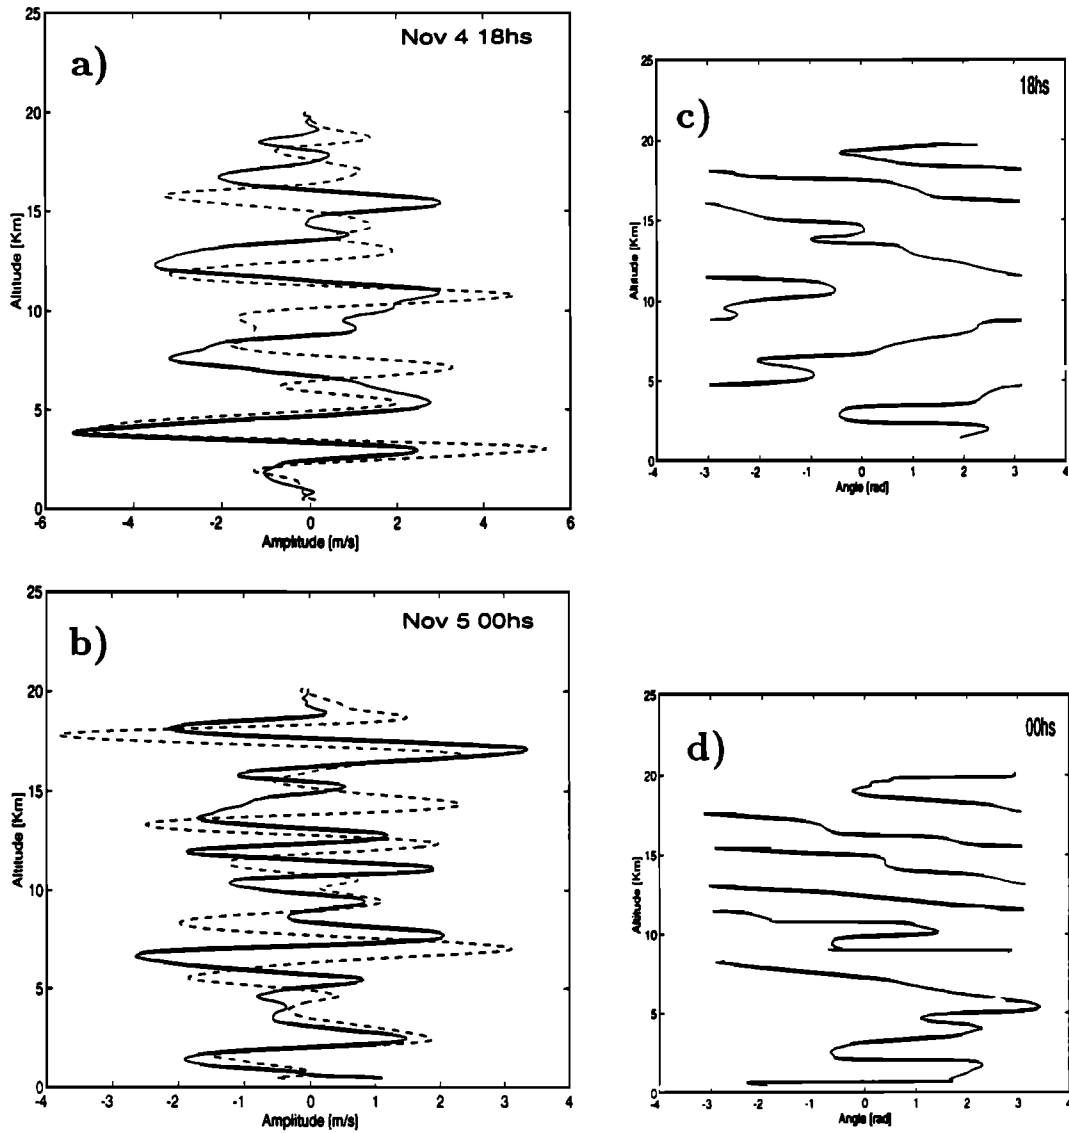 25
Nov 4 18hs
a)
20
15
10
5
0
Altitude [Km]
-6 -4 -2 0 2 4 6
Amplitude [m/s]
25
18hs
c)
20
15
10
5
0
Altitude [Km]
-4 -3 -2 -1 0 1 2 3 4
Angle [rad]
25
Nov 5 00hs
b)
20
15
10
5
0
Altitude [Km]
-4 -3 -2 -1 0 1 2 3 4
Amplitude [m/s]
25
00hs
d)
20
15
10
5
0
Altitude [Km]
-4 -3 -2 -1 0 1 2 3 4
Angle [rad]